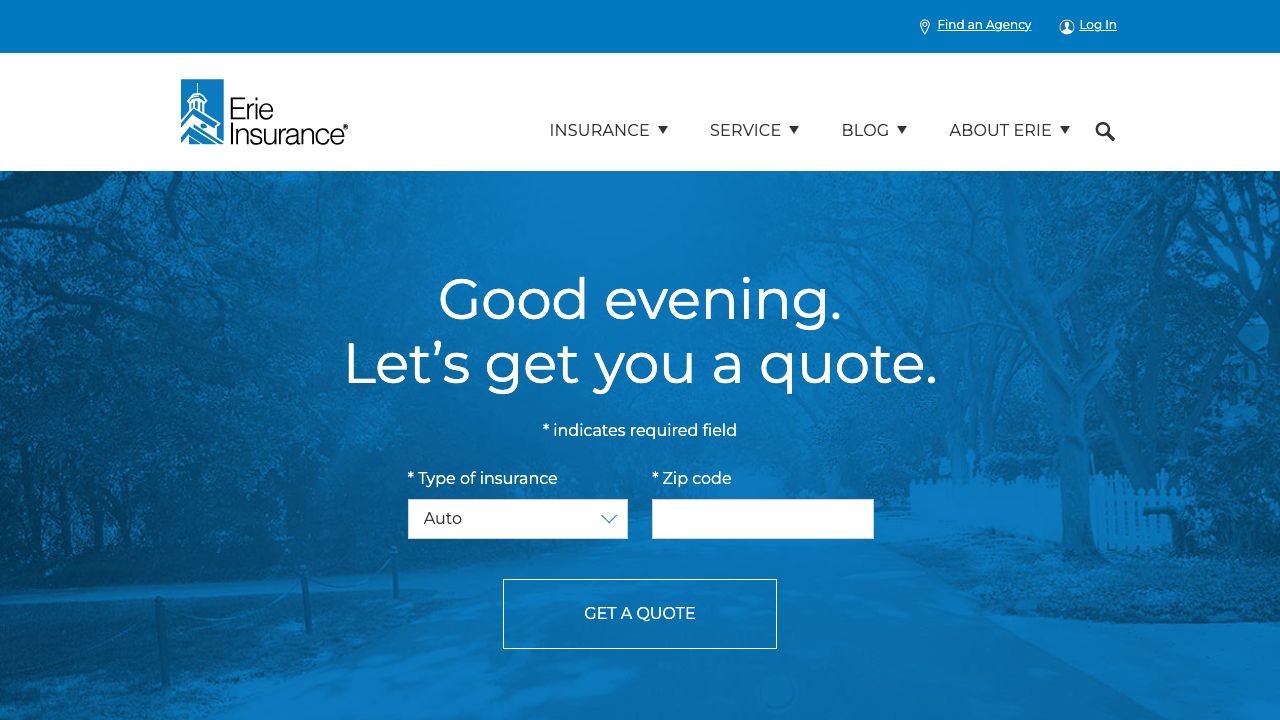 Find an Agency
Log In
Erie
Insurance®
INSURANCE
SERVICE
BLOG
ABOUT ERIE
Good evening.
Let’s get you a quote.
* indicates required field
* Type of insurance
* Zip code
Auto
GET A QUOTE